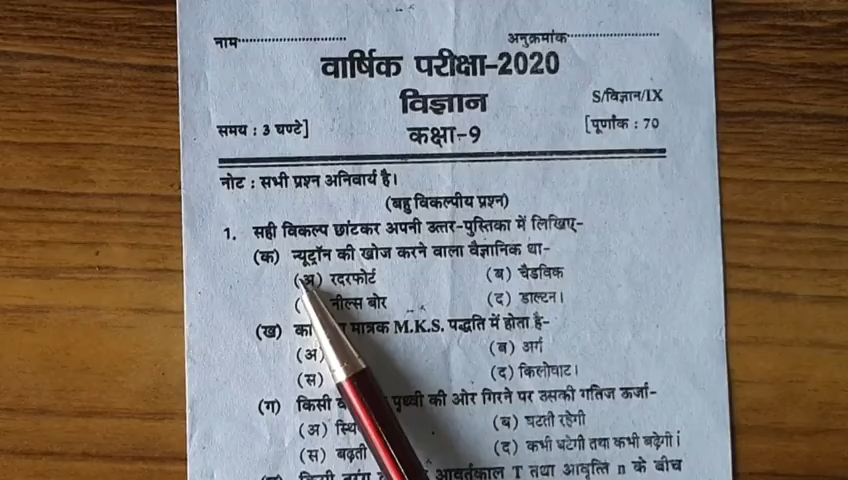 नाम.............................. अनुक्रमांक..............................
वार्षिक परीक्षा-2020
विज्ञान
S/विज्ञान/IX
समय : 3 घण्टे] कक्षा-9 [पूर्णांक : 70
नोट : सभी प्रश्न अनिवार्य है।
(बहु विकल्पीय प्रश्न)
1. सही विकल्प छांटकर अपनी उत्तर-पुस्तिका में लिखिए-
(क) न्यूट्रॉन की खोज करने वाला वैज्ञानिक था-
(अ) रदरफोर्ट (ब) चैडविक
नील्स बोर (द) डाल्टन।
(ख) का मात्रक M.K.S. पद्धति में होता है-
(अ) (ब) अर्ग
(स) (द) किलोवाट।
(ग) किसी पृथ्वी की ओर गिरने पर उसकी गतिज ऊर्जा-
(अ) (ब) घटती रहेगी
(स) बढ़ती (द) कभी घटेगी तथा कभी बढ़ेगी।
आवर्तकाल T तथा आवृत्ति n के बीच